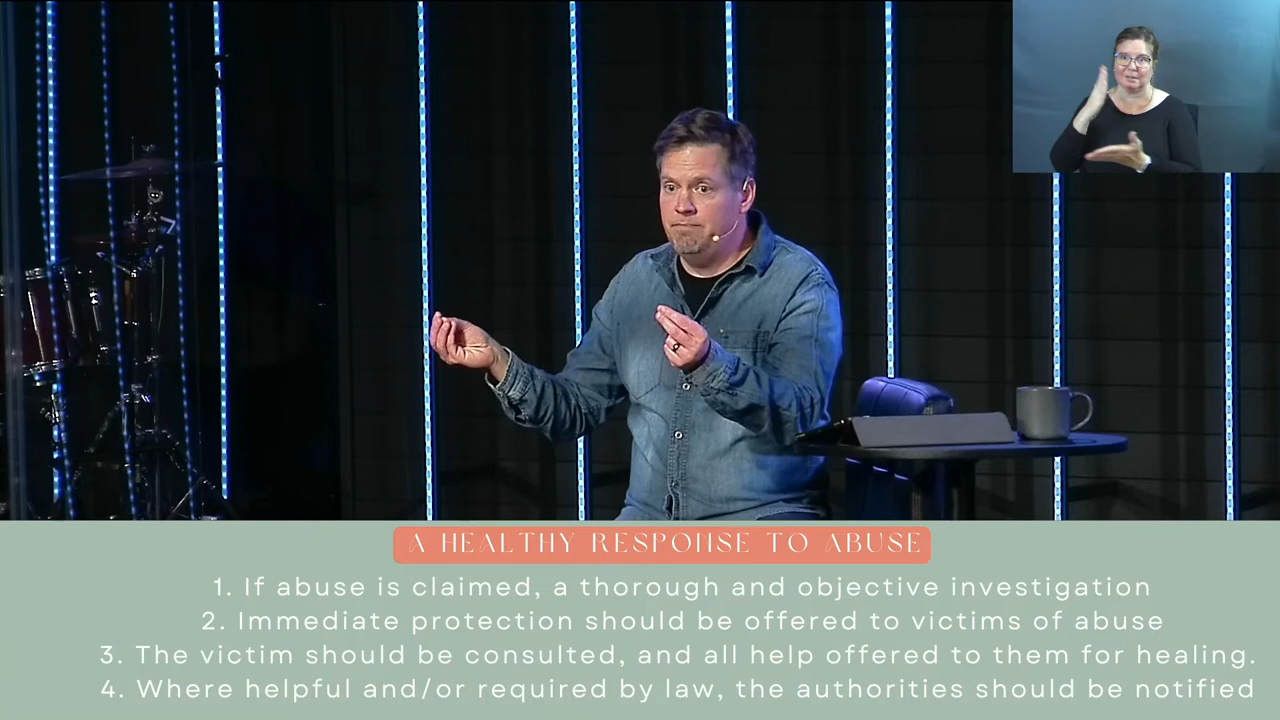 A HEALTHY RESPONSE TO ABUSE
1. If abuse is claimed, a thorough and objective investigation
2. Immediate protection should be offered to victims of abuse
3. The victim should be consulted, and all help offered to them for healing.
4. Where helpful and/or required by law, the authorities should be notified